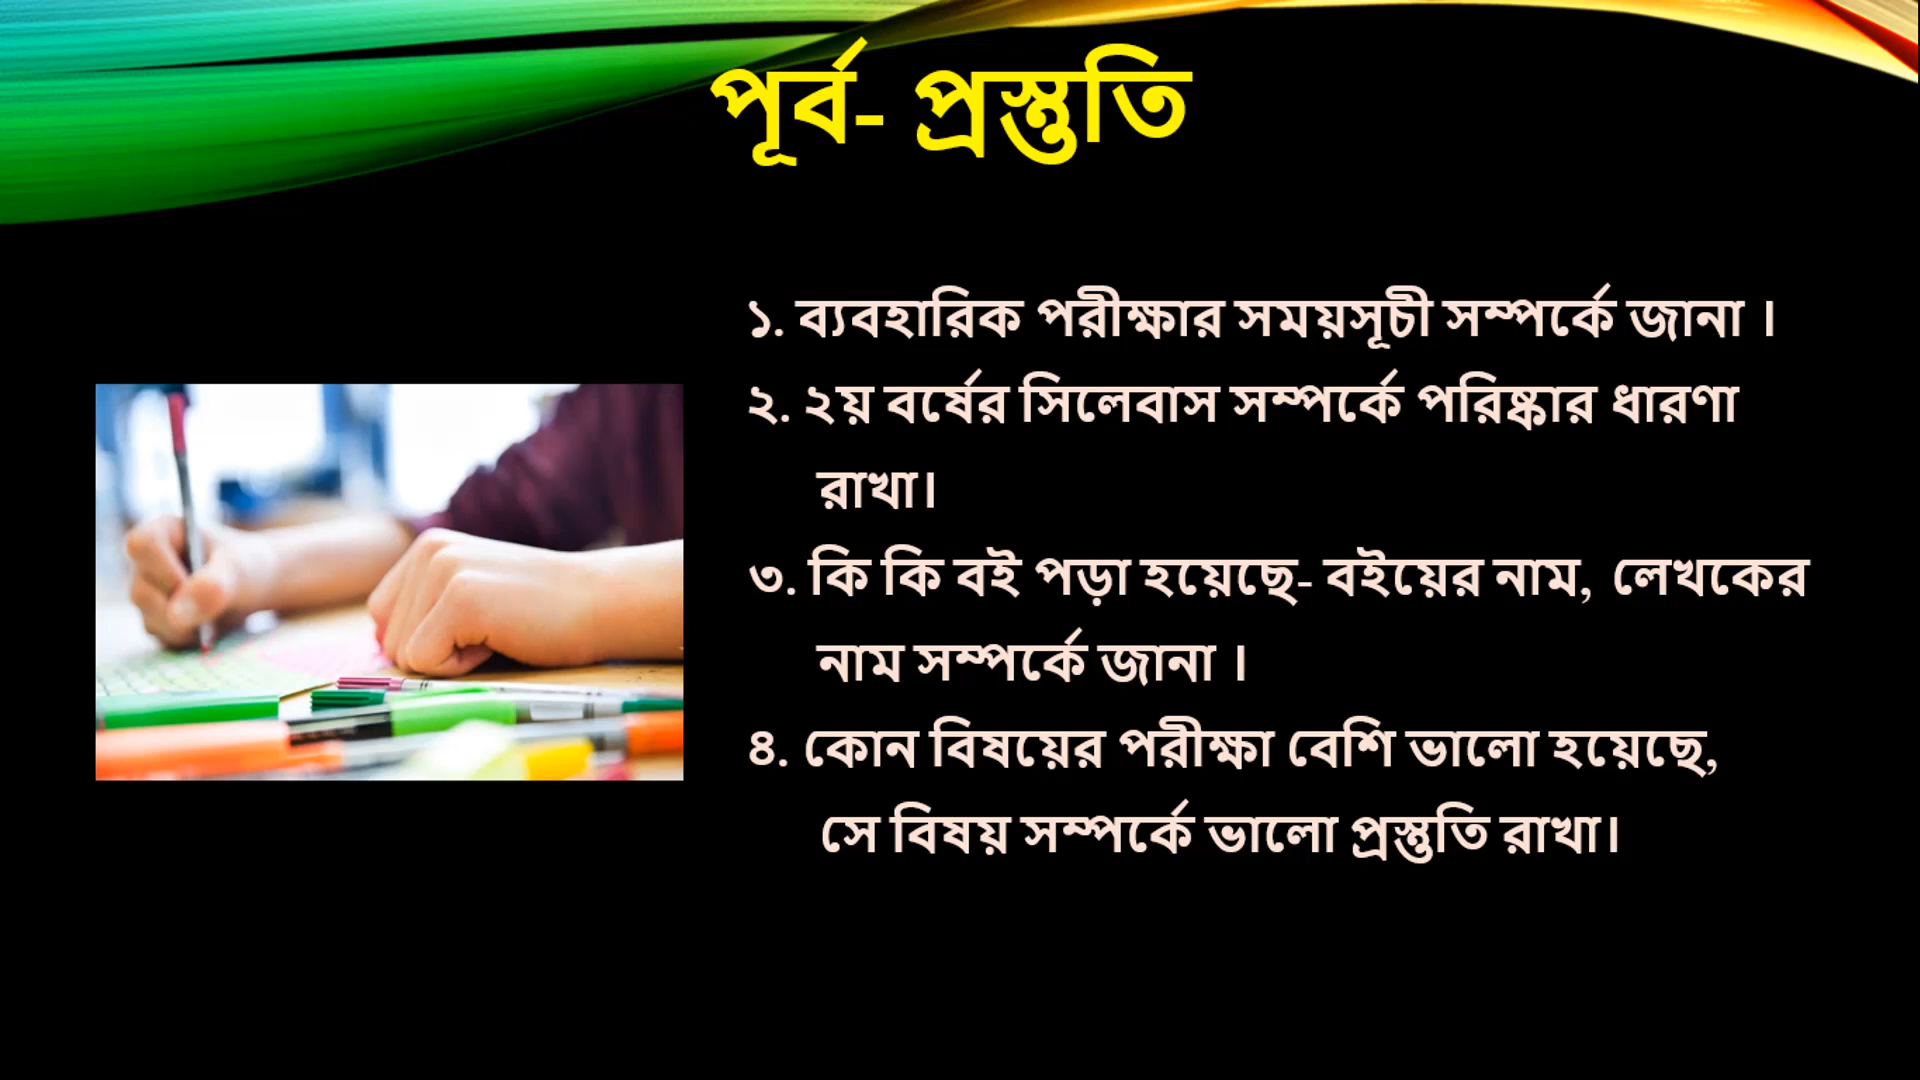 পূর্ব- প্রস্তুতি
১. ব্যবহারিক পরীক্ষার সময়সূচী সম্পর্কে জানা ।
২. ২য় বর্ষের সিলেবাস সম্পর্কে পরিষ্কার ধারণা
রাখা।
৩. কি কি বই পড়া হয়েছে- বইয়ের নাম, লেখকের
নাম সম্পর্কে জানা ।
৪. কোন বিষয়ের পরীক্ষা বেশি ভালো হয়েছে,
সে বিষয় সম্পর্কে ভালো প্রস্তুতি রাখা।